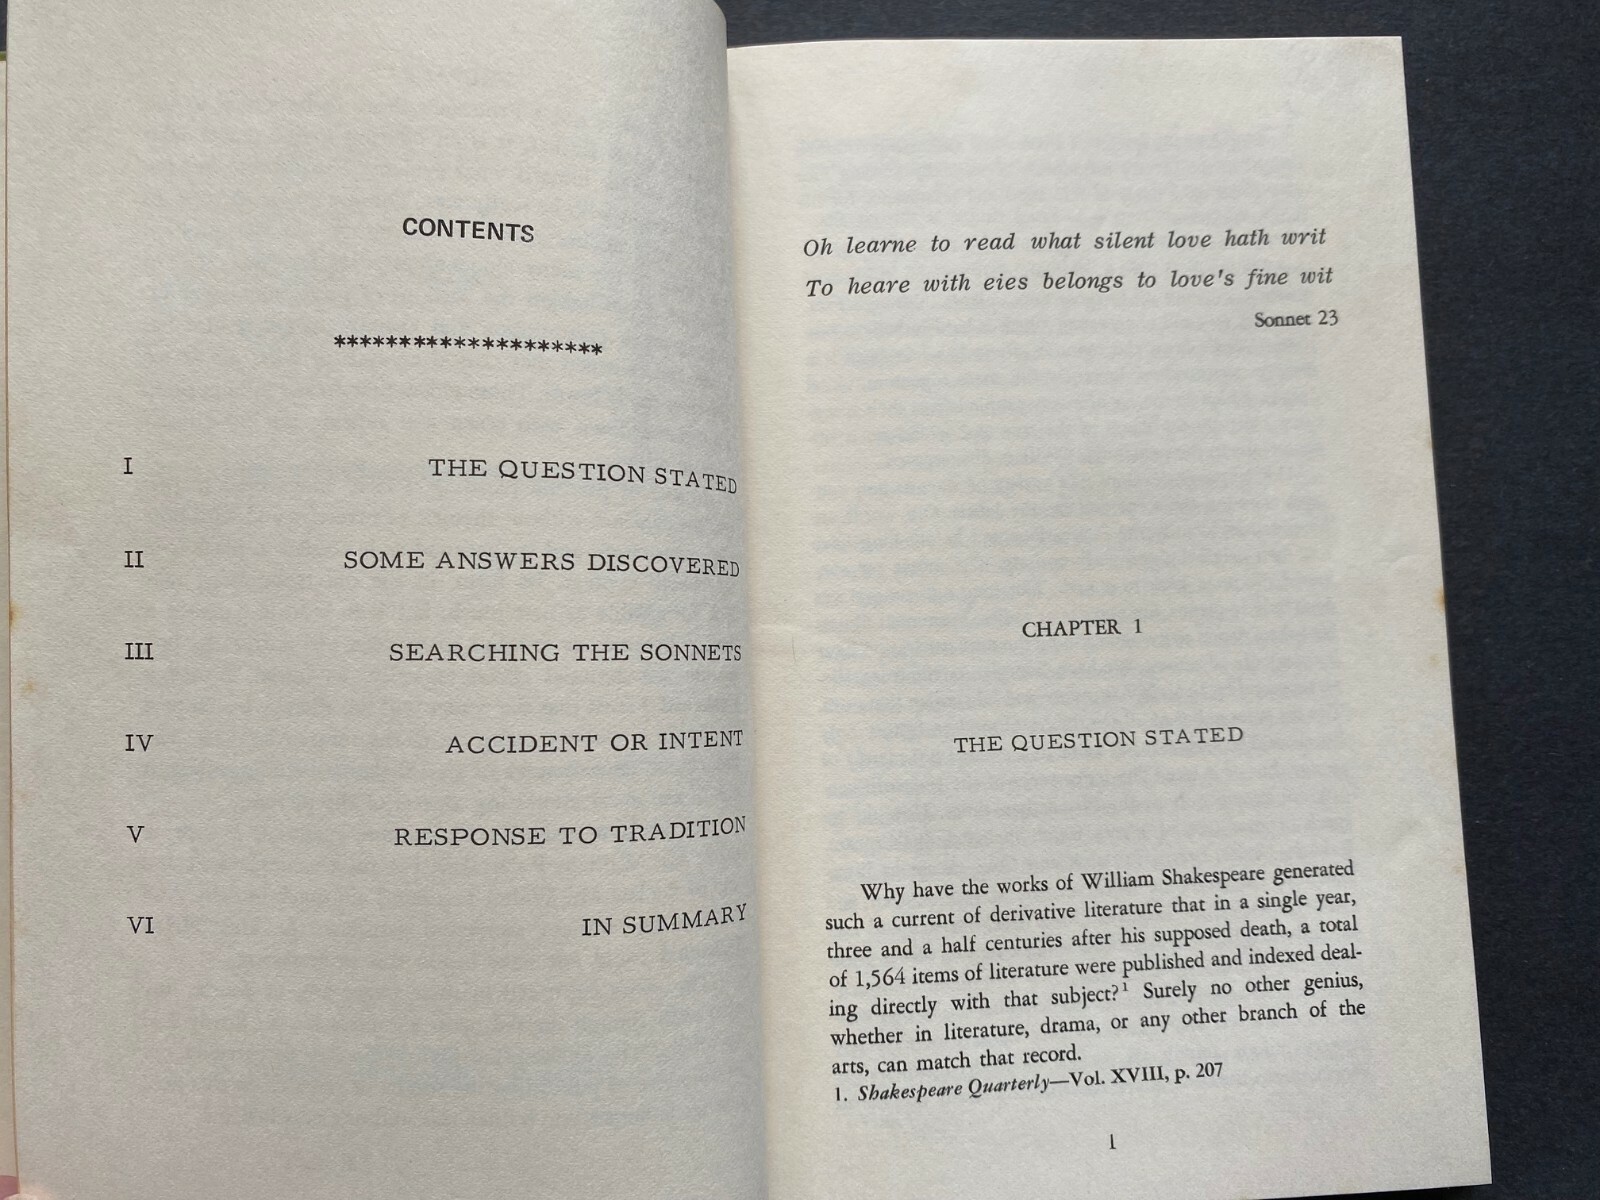 CONTENTS
*********************
I THE QUESTION STATED
II SOME ANSWERS DISCOVERED
III SEARCHING THE SONNETS
IV ACCIDENT OR INTENT
V RESPONSE TO TRADITION
VI IN SUMMARY
Oh learne to read what silent love hath writ
To heare with eies belongs to love's fine wit
Sonnet 23
CHAPTER 1
THE QUESTION STATED
Why have the works of William Shakespeare generated
such a current of derivative literature that in a single year,
three and a half centuries after his supposed death, a total
of 1,564 items of literature were published and indexed deal-
ing directly with that subject?1 Surely no other genius,
whether in literature, drama, or any other branch of the
arts, can match that record.
1. Shakespeare Quarterly—Vol. XVIII, p. 207
1